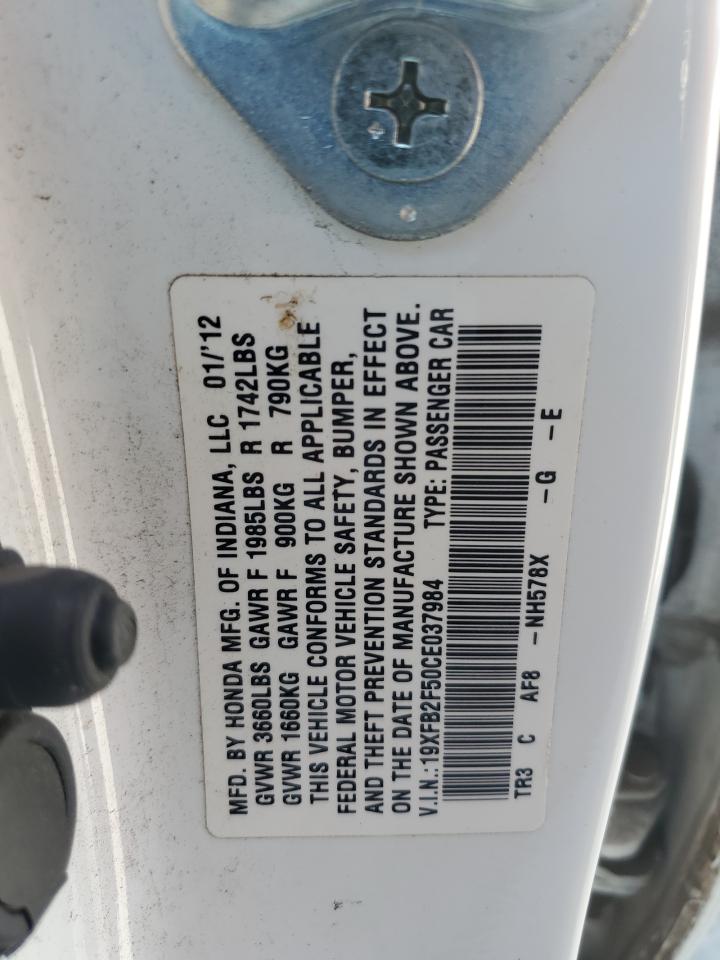 MFD. BY HONDA MFG. OF INDIANA, LLC 01/'12
GVWR 3660LBS GAWR F 1985LBS R 1742LBS
GVWR 1660KG GAWR F 900KG R 790KG
THIS VEHICLE CONFORMS TO ALL APPLICABLE
FEDERAL MOTOR VEHICLE SAFETY, BUMPER,
AND THEFT PREVENTION STANDARDS IN EFFECT
ON THE DATE OF MANUFACTURE SHOWN ABOVE.
V.I.N.:19XFB2F50CE037984 TYPE: PASSENGER CAR
TR3 C AF8 -NH578X -G -E